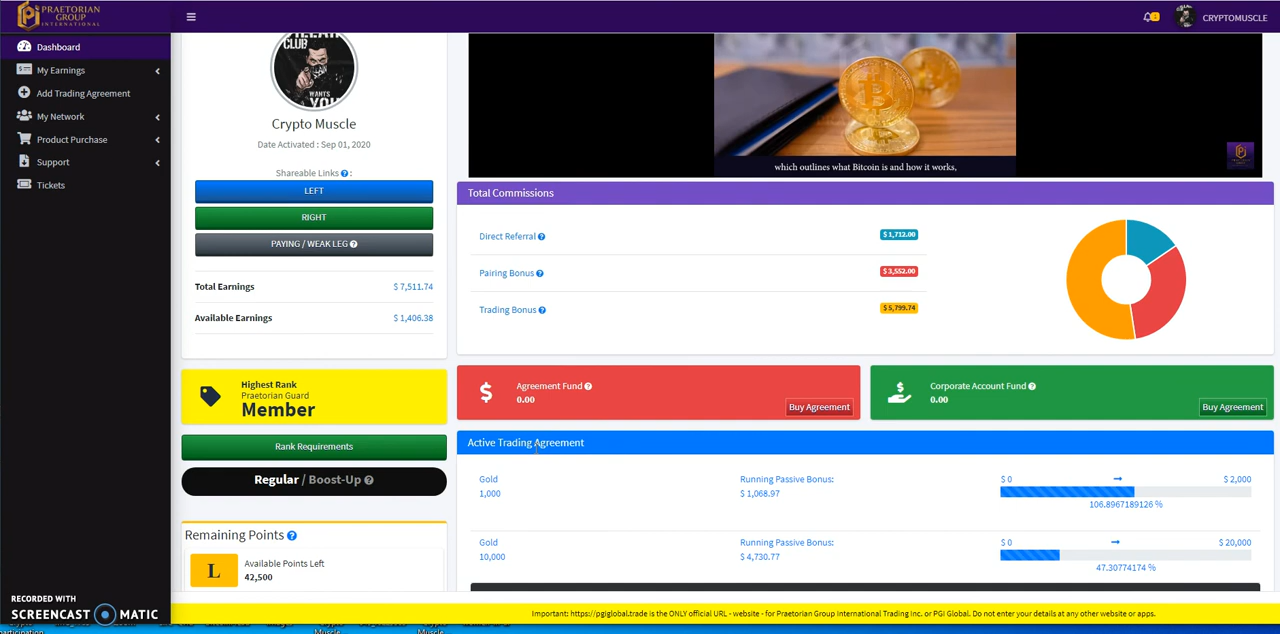 PRAETORIAN
GROUP
INTERNATIONAL
CRYPTOMUSCLE
Dashboard
My Earnings
Add Trading Agreement
My Network
Product Purchase
Support
Tickets
CLUB
WANTS
YOU
Crypto Muscle
Date Activated : Sep 01, 2020
Shareable Links ? :
LEFT
RIGHT
PAYING / WEAK LEG ?
Total Earnings $ 7,511.74
Available Earnings $ 1,406.38
Highest Rank
Praetorian Guard
Member
Rank Requirements
Regular / Boost-Up ?
Remaining Points ?
L
Available Points Left
42,500
which outlines what Bitcoin is and how it works,
Total Commissions
Direct Referral ? $ 1,712.00
Pairing Bonus ? $ 3,552.00
Trading Bonus ? $ 5,799.74
Agreement Fund ?
0.00
Buy Agreement
Corporate Account Fund ?
0.00
Buy Agreement
Active Trading Agreement
Gold Running Passive Bonus: $ 0 → $ 2,000
1,000 $ 1,068.97
106.8967189126 %
Gold Running Passive Bonus: $ 0 → $ 20,000
10,000 $ 4,730.77
47.30774174 %
Important: https://pgiglobal.trade is the ONLY official URL - website - for Praetorian Group International Trading Inc. or PGI Global. Do not enter your details at any other website or apps.
RECORDED WITH
SCREENCAST MATIC
participation
Muscle
Muscle